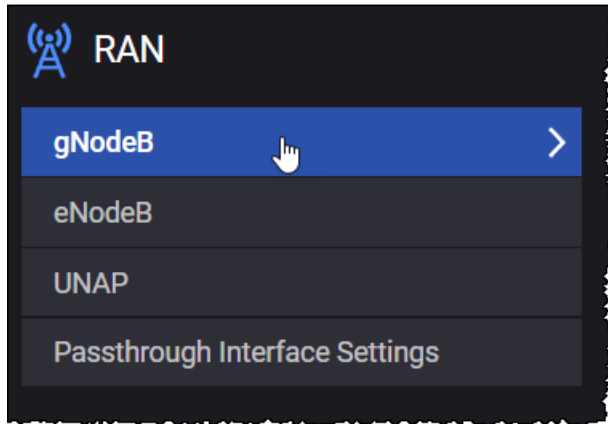 RAN
gNodeB
eNodeB
UNAP
Passthrough Interface Settings